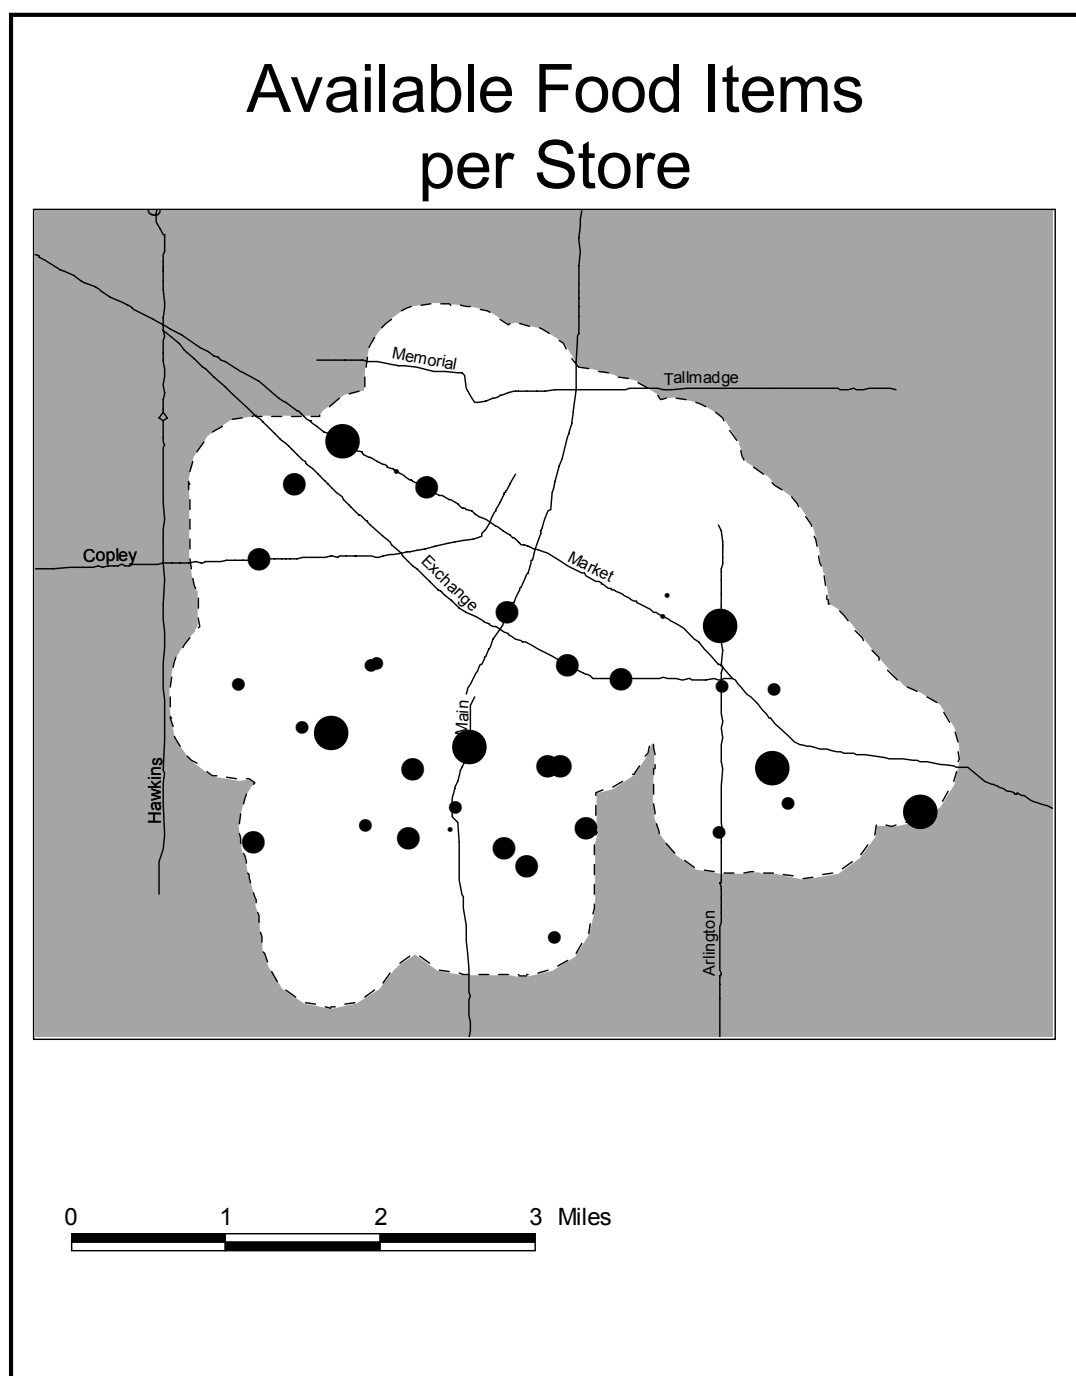 Available Food Items
per Store
Memorial
Tallmadge
Copley
Exchange
Market
Main
Hawkins
Arlington
0 1 2 3 Miles